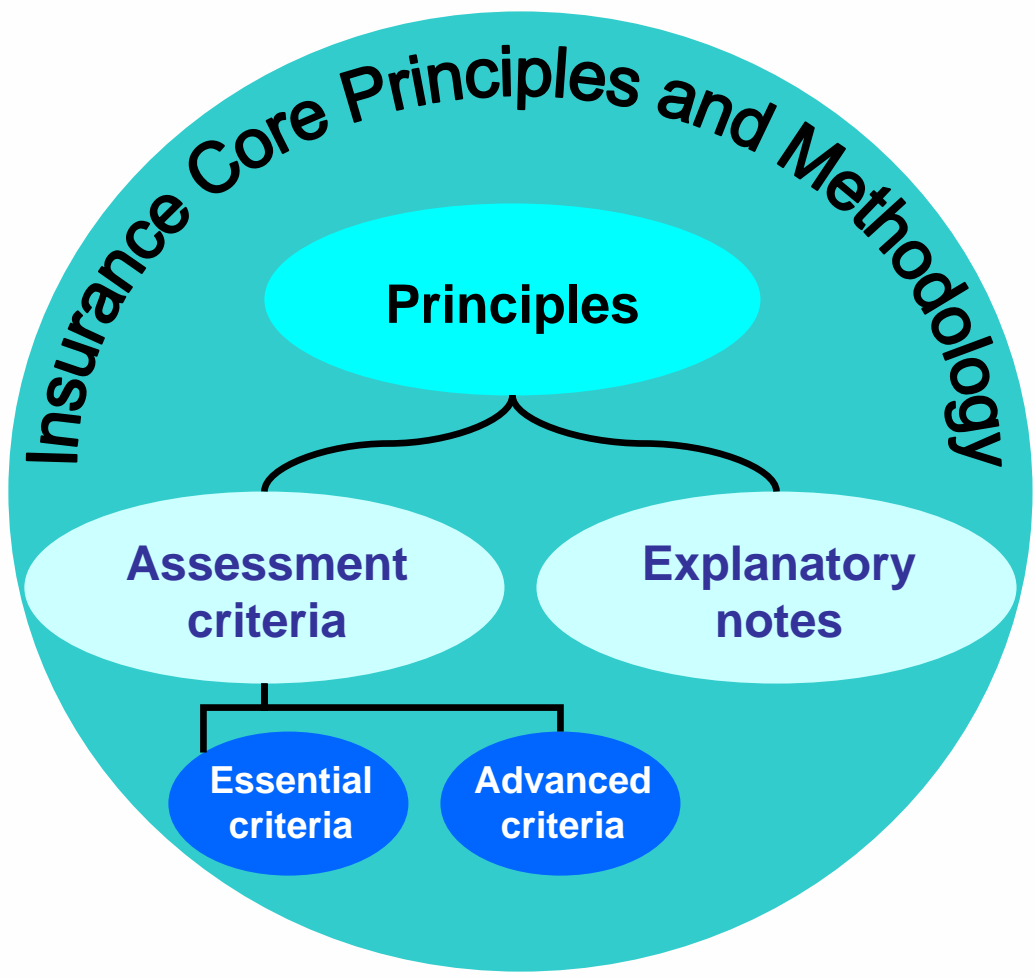 Insurance Core Principles and Methodology
Principles
Assessment
criteria
Explanatory
notes
Essential
criteria
Advanced
criteria